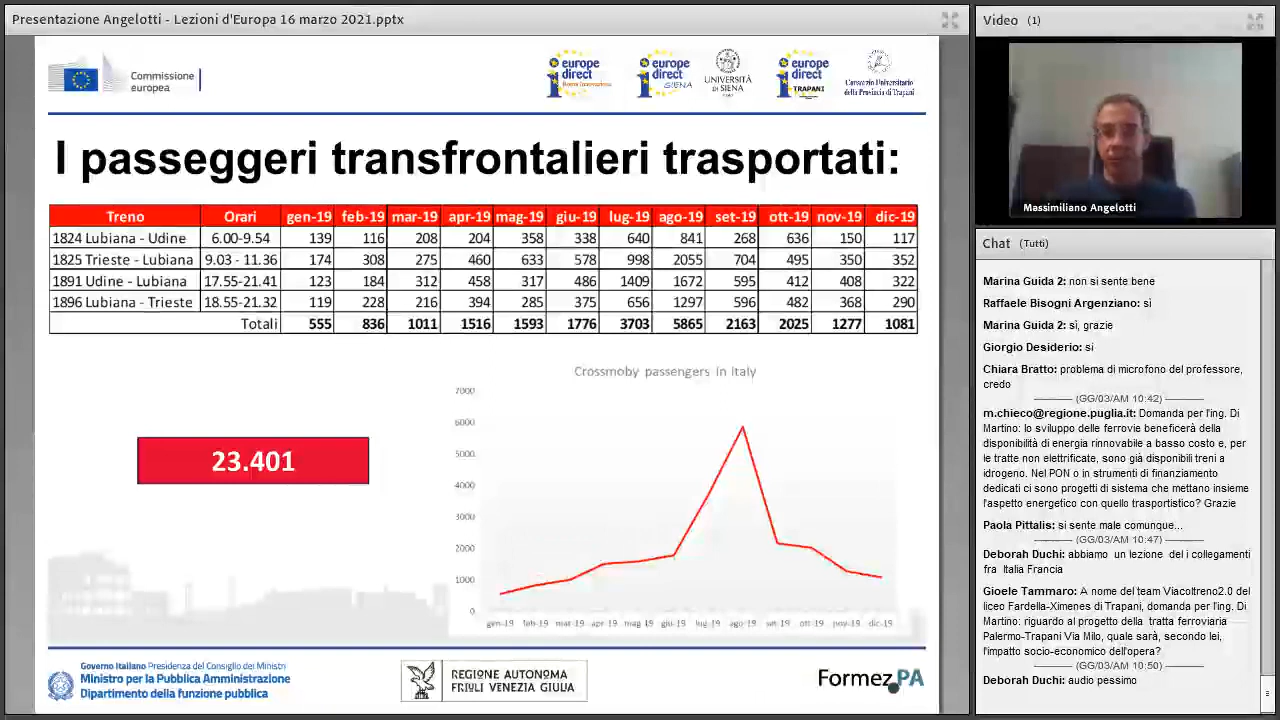 Presentazione Angelotti - Lezioni d'Europa 16 marzo 2021.pptx
Commissione
europea
europe
direct
europe
direct
SIENA
UNIVERSITÀ
DI SIENA
europe
direct
TRAPANI
Consorzio Universitario
della Provincia di Trapani
I passeggeri transfrontalieri trasportati:
Treno Orari gen-19 feb-19 mar-19 apr-19 mag-19 giu-19 lug-19 ago-19 set-19 ott-19 nov-19 dic-19
1824 Lubiana - Udine 6.00-9.54 139 116 208 204 358 338 640 841 268 636 150 117
1825 Trieste - Lubiana 9.03 - 11.36 174 308 275 460 633 578 998 2055 704 495 350 352
1891 Udine - Lubiana 17.55-21.41 123 184 312 458 317 486 1409 1672 595 412 408 322
1896 Lubiana - Trieste 18.55-21.32 119 228 216 394 285 375 656 1297 596 482 368 290
Totali 555 836 1011 1516 1593 1776 3703 5865 2163 2025 1277 1081
23.401
Crossmoby passengers in Italy
7000
6000
5000
4000
3000
2000
1000
0
gen-19 feb-19 mar-19 apr-19 mag-19 giu-19 lug-19 ago-19 set-19 ott-19 nov-19 dic-19
Governo Italiano Presidenza del Consiglio dei Ministri
Ministro per la Pubblica Amministrazione
Dipartimento della funzione pubblica
REGIONE AUTONOMA
FRIULI VENEZIA GIULIA
FormezPA
Video (1)
Massimiliano Angelotti
Chat (Tutti)
Marina Guida 2: non si sente bene
Raffaele Bisogni Argenziano: sì
Marina Guida 2: sì, grazie
Giorgio Desiderio: si
Chiara Bratto: problema di microfono del professore,
credo
(GG/03/AM 10:42)
m.chieco@regione.puglia.it: Domanda per l'ing. Di
Martino: lo sviluppo delle ferrovie beneficerà della
disponibilità di energia rinnovabile a basso costo e, per
le tratte non elettrificate, sono già disponibili treni a
idrogeno. Nel PON o in strumenti di finanziamento
dedicati ci sono progetti di sistema che mettano insieme
l'aspetto energetico con quello trasportistico? Grazie
Paola Pittalis: si sente male comunque...
(GG/03/AM 10:47)
Deborah Duchi: abbiamo un lezione del i collegamenti
fra Italia Francia
Gioele Tammaro: A nome del team Viacoltreno2.0 del
liceo Fardella-Ximenes di Trapani, domanda per l'ing. Di
Martino: riguardo al progetto della tratta ferroviaria
Palermo-Trapani Via Milo, quale sarà, secondo lei,
l'impatto socio-economico dell'opera?
(GG/03/AM 10:50)
Deborah Duchi: audio pessimo